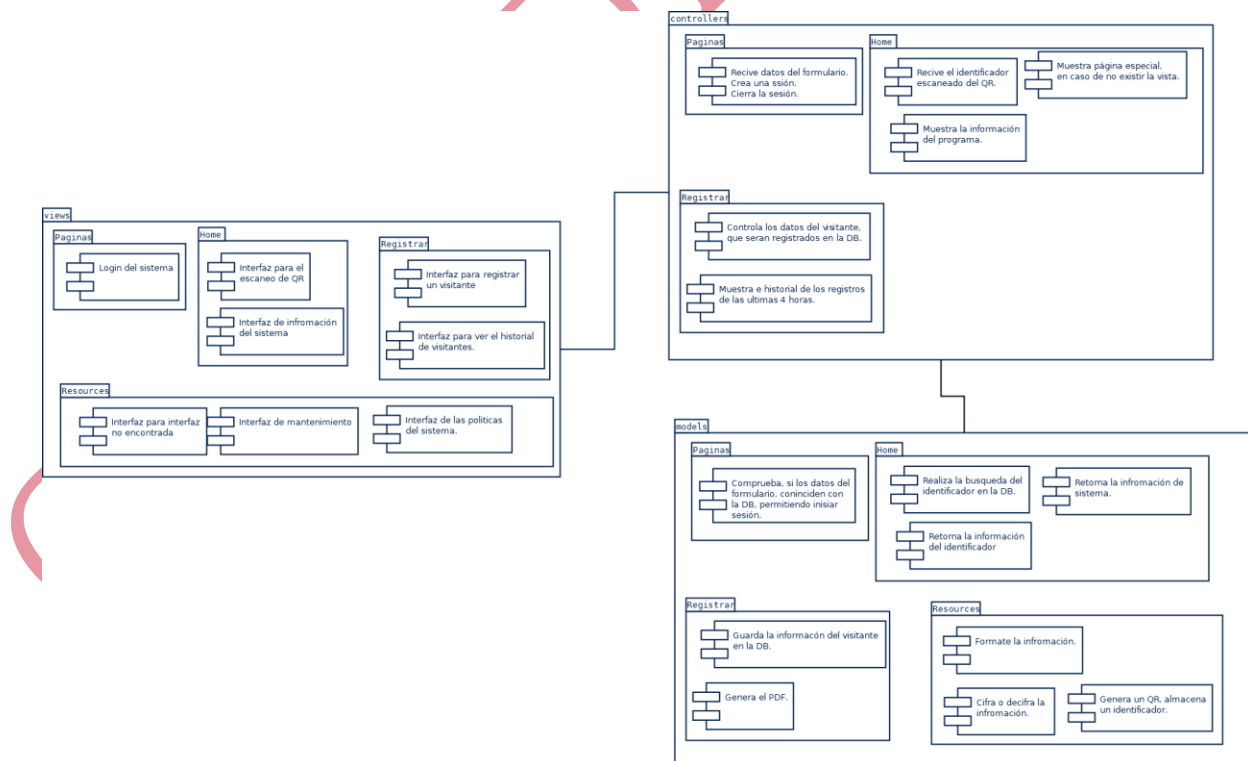 controllers
Paginas
Recive datos del formulario.
Crea una ssión.
Cierra la sesión.
Home
Recive el identificador
escaneado del QR.
Muestra página especial,
en caso de no existir la vista.
Muestra la información
del programa.
Registrar
Controla los datos del visitante,
que seran registrados en la DB.
Muestra e historial de los registros
de las ultimas 4 horas.
views
Paginas
Login del sistema
Home
Interfaz para el
escaneo de QR
Interfaz de infromación
del sistema
Registrar
Interfaz para registrar
un visitante
Interfaz para ver el historial
de visitantes.
Resources
Interfaz para interfaz
no encontrada
Interfaz de mantenimiento
Interfaz de las politicas
del sistema.
models
Paginas
Comprueba, si los datos del
formulario, coninciden con
la DB, permitiendo inisiar
sesión.
Home
Realiza la busqueda del
identificador en la DB.
Retorna la infromación de
sistema.
Retorna la información
del identificador
Registrar
Guarda la informacón del visitante
en la DB.
Genera el PDF.
Resources
Formate la infromación.
Cifra o decifra la
infromación.
Genera un QR, almacena
un identificador.